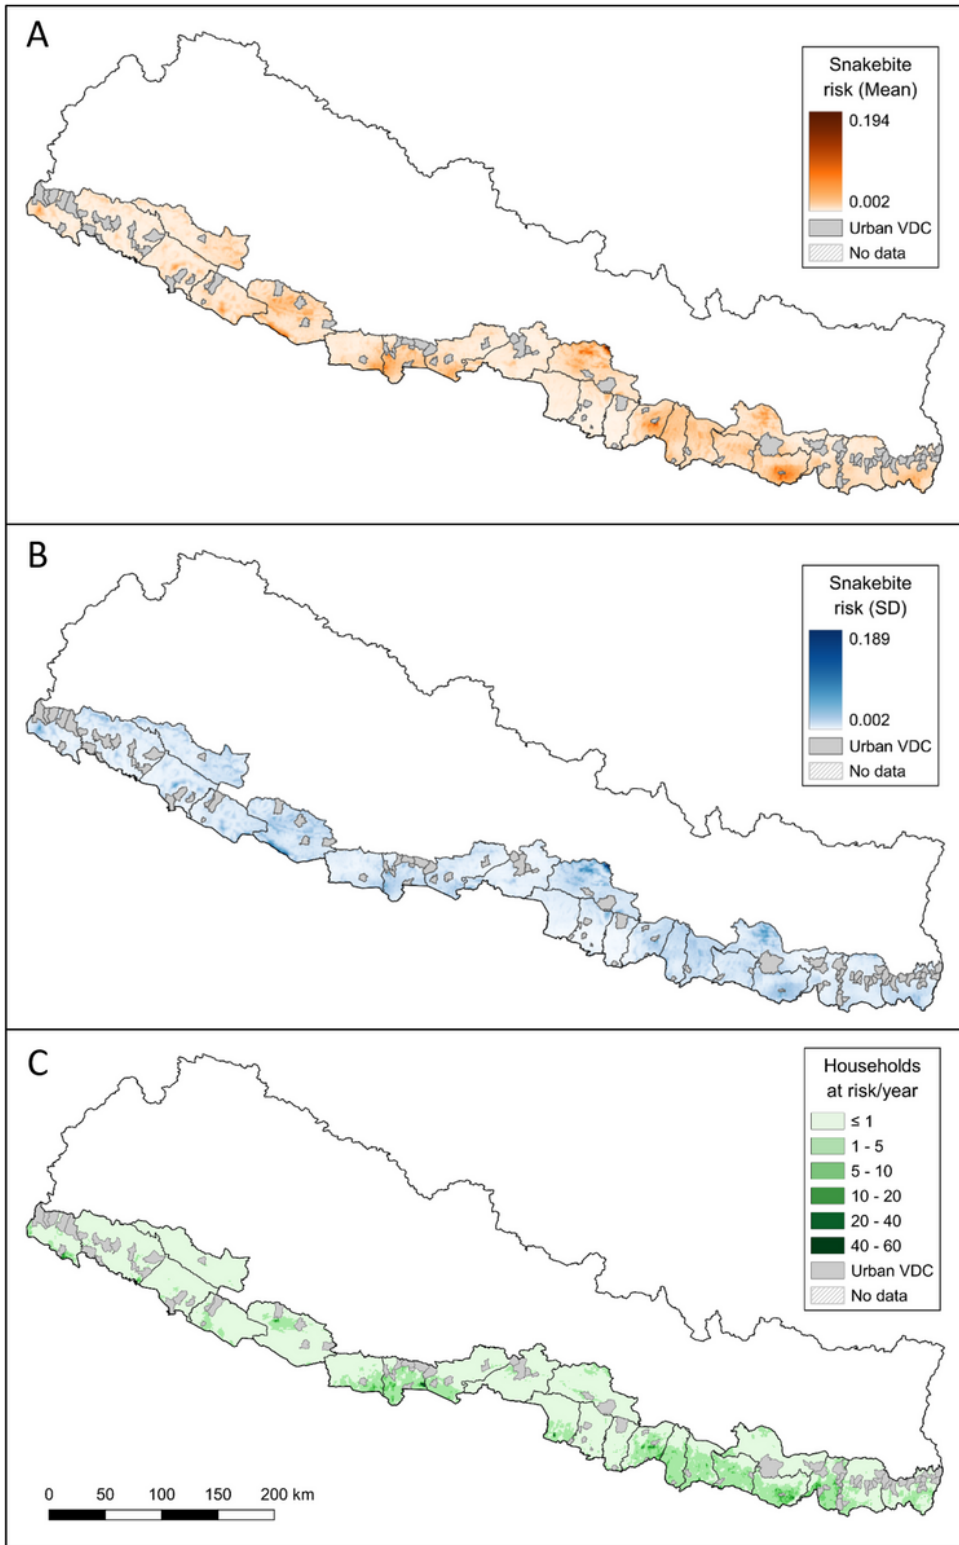 A
Snakebite
risk (Mean)
0.194
0.002
Urban VDC
No data
B
Snakebite
risk (SD)
0.189
0.002
Urban VDC
No data
C
Households
at risk/year
≤ 1
1 - 5
5 - 10
10 - 20
20 - 40
40 - 60
Urban VDC
No data
0 50 100 150 200 km